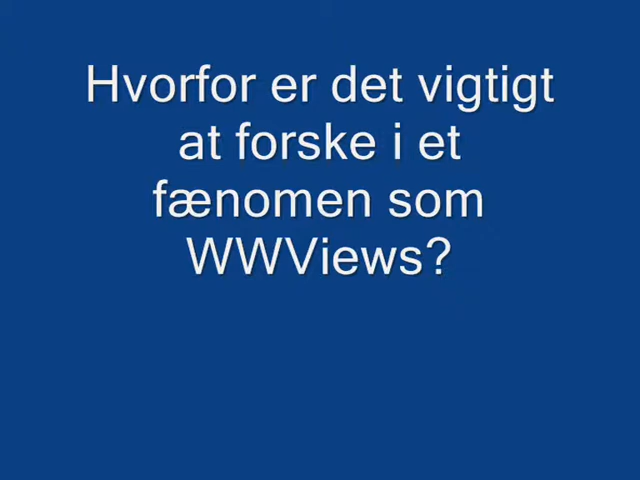 Hvorfor er det vigtigt
at forske i et
fænomen som
WWViews?